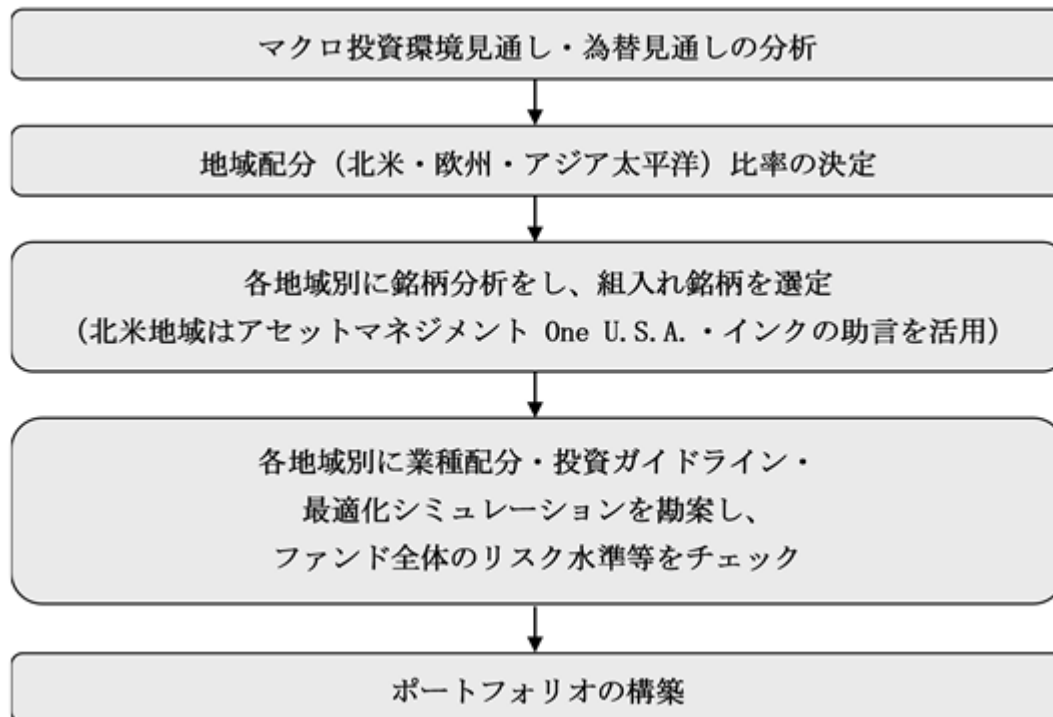 マクロ投資環境見通し・為替見通しの分析
地域配分（北米・欧州・アジア太平洋）比率の決定
各地域別に銘柄分析をし、組入れ銘柄を選定
（北米地域はアセットマネジメント One U.S.A.・インクの助言を活用）
各地域別に業種配分・投資ガイドライン・
最適化シミュレーションを勘案し、
ファンド全体のリスク水準等をチェック
ポートフォリオの構築